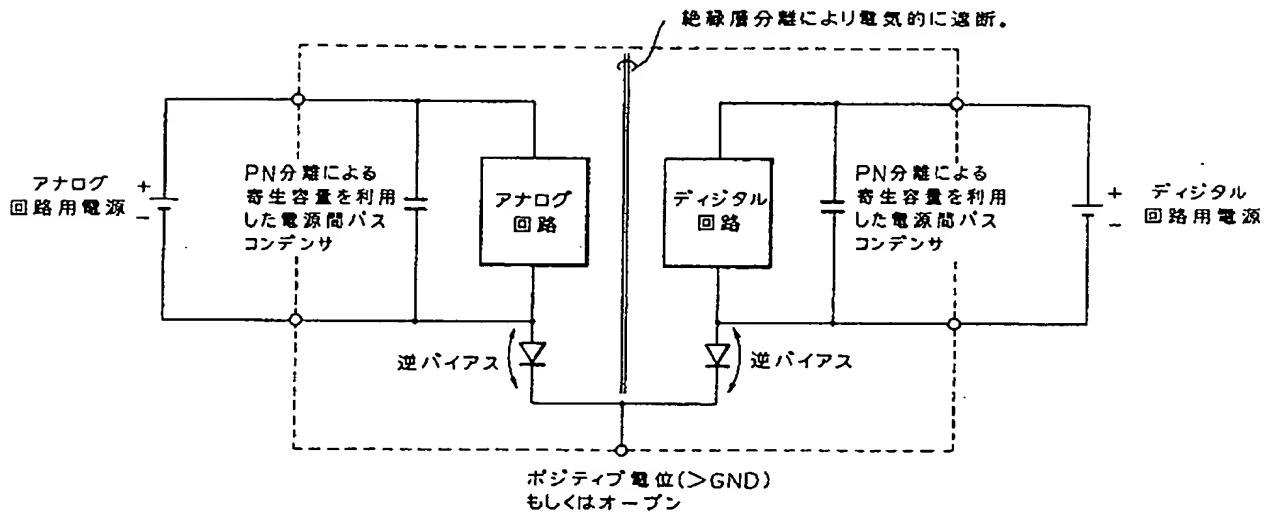 絶縁層分離により電気的に遮断。
アナログ
回路用電源
+
-
PN分離による
寄生容量を利用
した電源間パス
コンデンサ
アナログ
回路
ディジタル
回路
PN分離による
寄生容量を利用
した電源間パス
コンデンサ
+
-
ディジタル
回路用電源
逆バイアス
逆バイアス
ポジティブ電位(>GND)
もしくはオープン